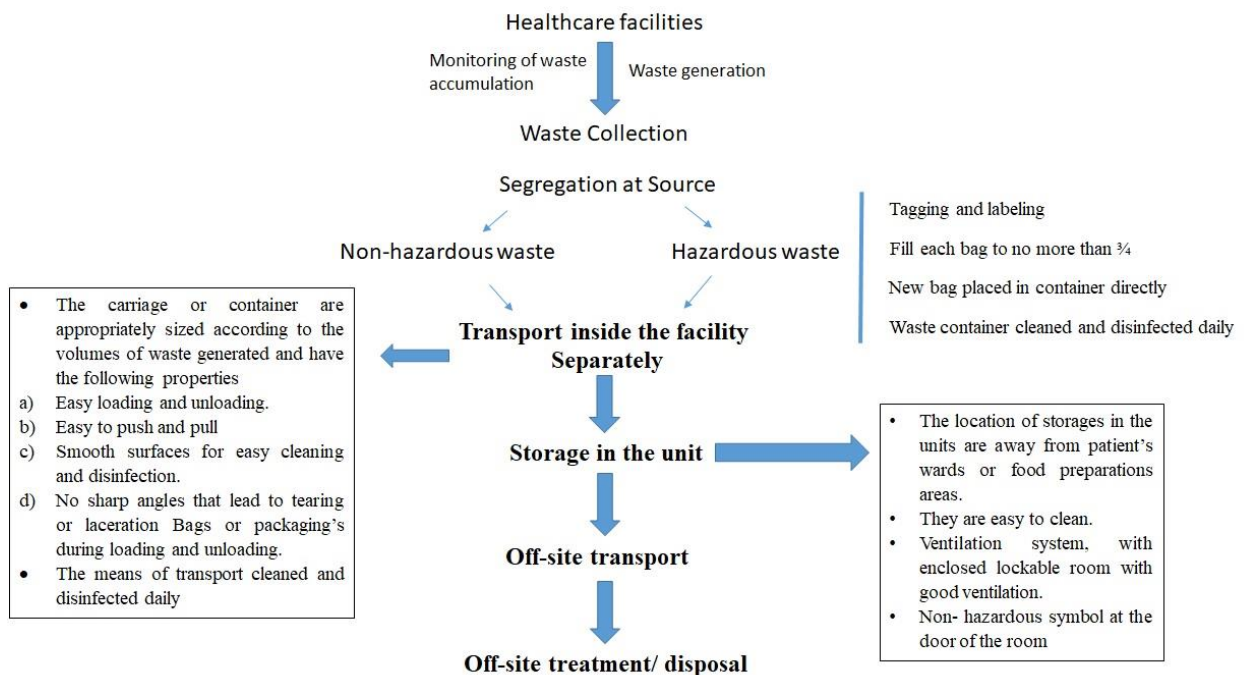 Healthcare facilities
Monitoring of waste
accumulation
Waste generation
Waste Collection
Segregation at Source
Non-hazardous waste
Hazardous waste
Tagging and labeling
Fill each bag to no more than ¾
New bag placed in container directly
Waste container cleaned and disinfected daily
Transport inside the facility
Separately
• The carriage or container are
appropriately sized according to the
volumes of waste generated and have
the following properties
a) Easy loading and unloading.
b) Easy to push and pull
c) Smooth surfaces for easy cleaning
and disinfection.
d) No sharp angles that lead to tearing
or laceration Bags or packaging’s
during loading and unloading.
• The means of transport cleaned and
disinfected daily
Storage in the unit
• The location of storages in the
units are away from patient’s
wards or food preparations
areas.
• They are easy to clean.
• Ventilation system, with
enclosed lockable room with
good ventilation.
• Non- hazardous symbol at the
door of the room
Off-site transport
Off-site treatment/ disposal